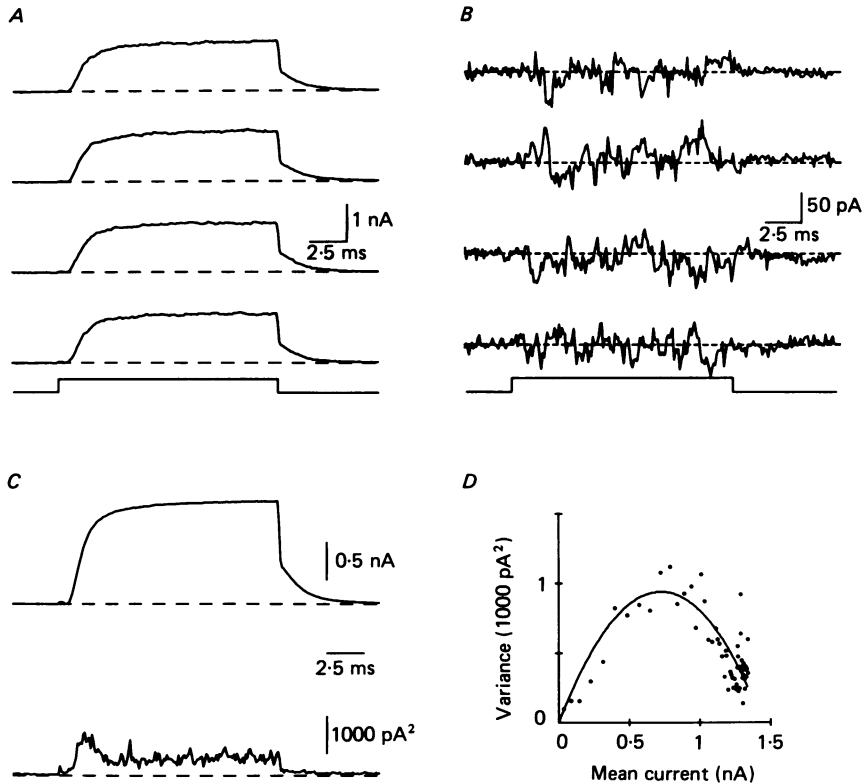 A
1 nA
2·5 ms
B
50 pA
2·5 ms
C
0·5 nA
2·5 ms
1000 pA²
D
Variance (1000 pA²)
1
0
0
0·5
1
1·5
Mean current (nA)